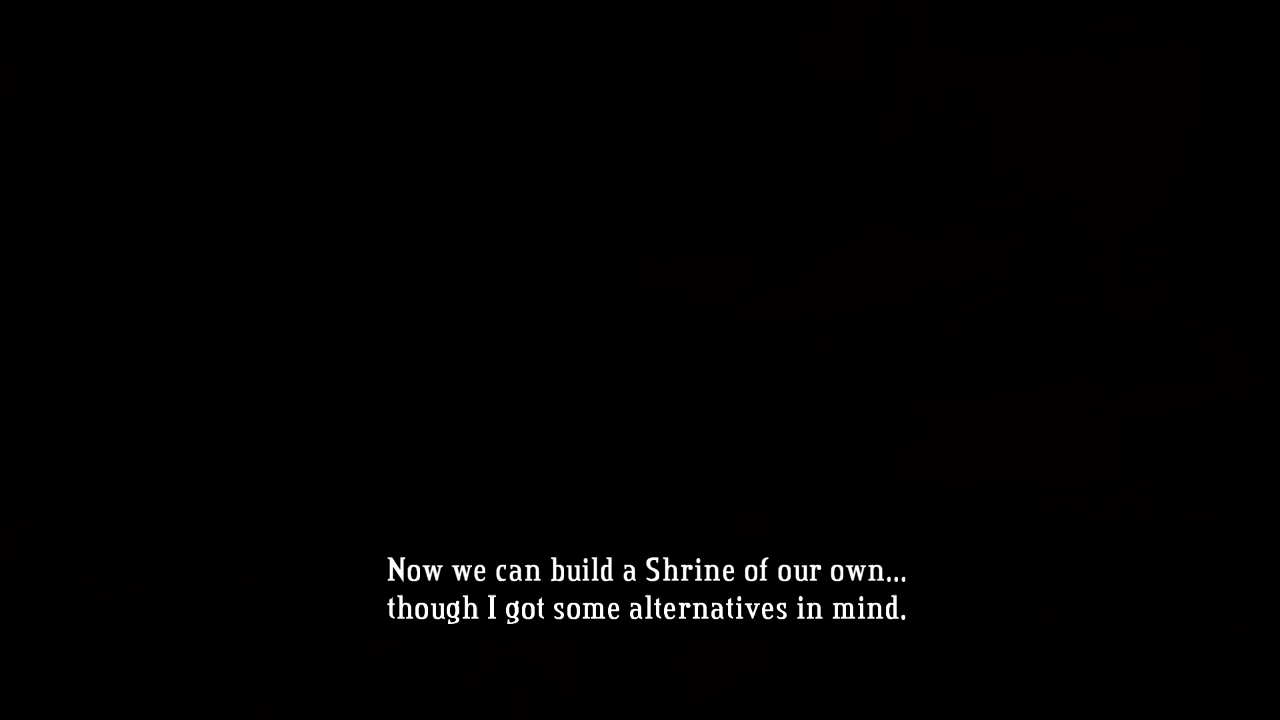 Now we can build a Shrine of our own...
though I got some alternatives in mind.